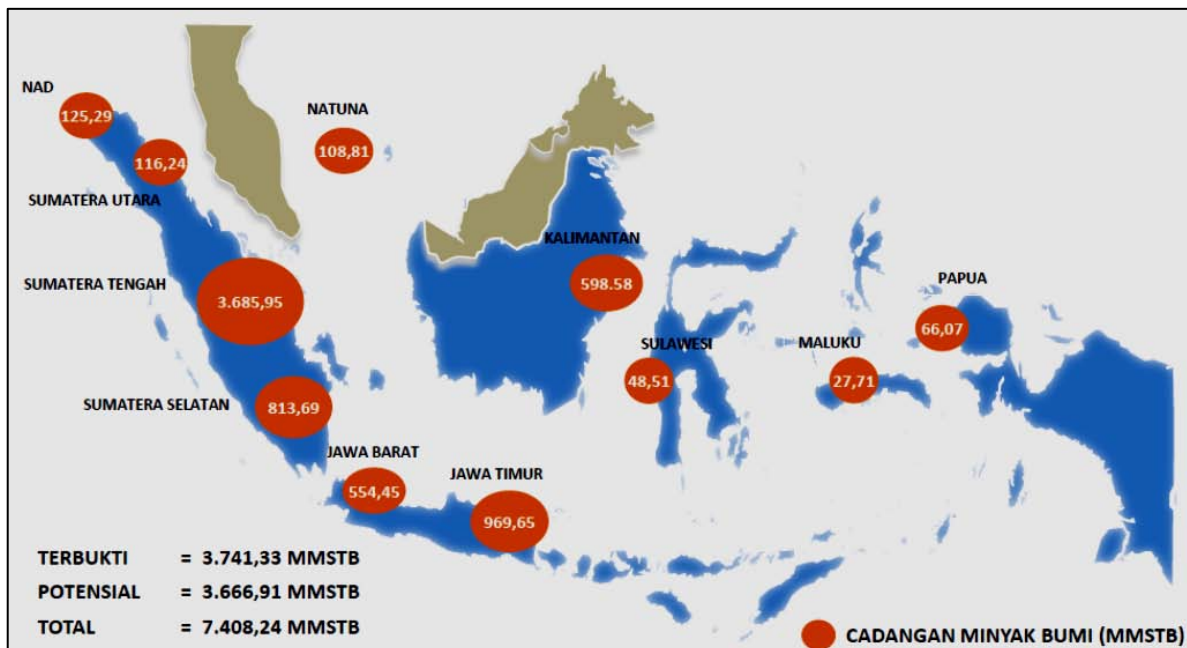 NAD
125,29
NATUNA
108,81
116,24
SUMATERA UTARA
KALIMANTAN
598.58
SUMATERA TENGAH
3.685,95
PAPUA
66,07
SULAWESI
48,51
MALUKU
27,71
SUMATERA SELATAN
813,69
JAWA BARAT
554,45
JAWA TIMUR
969,65
TERBUKTI = 3.741,33 MMSTB
POTENSIAL = 3.666,91 MMSTB
TOTAL = 7.408,24 MMSTB
CADANGAN MINYAK BUMI (MMSTB)